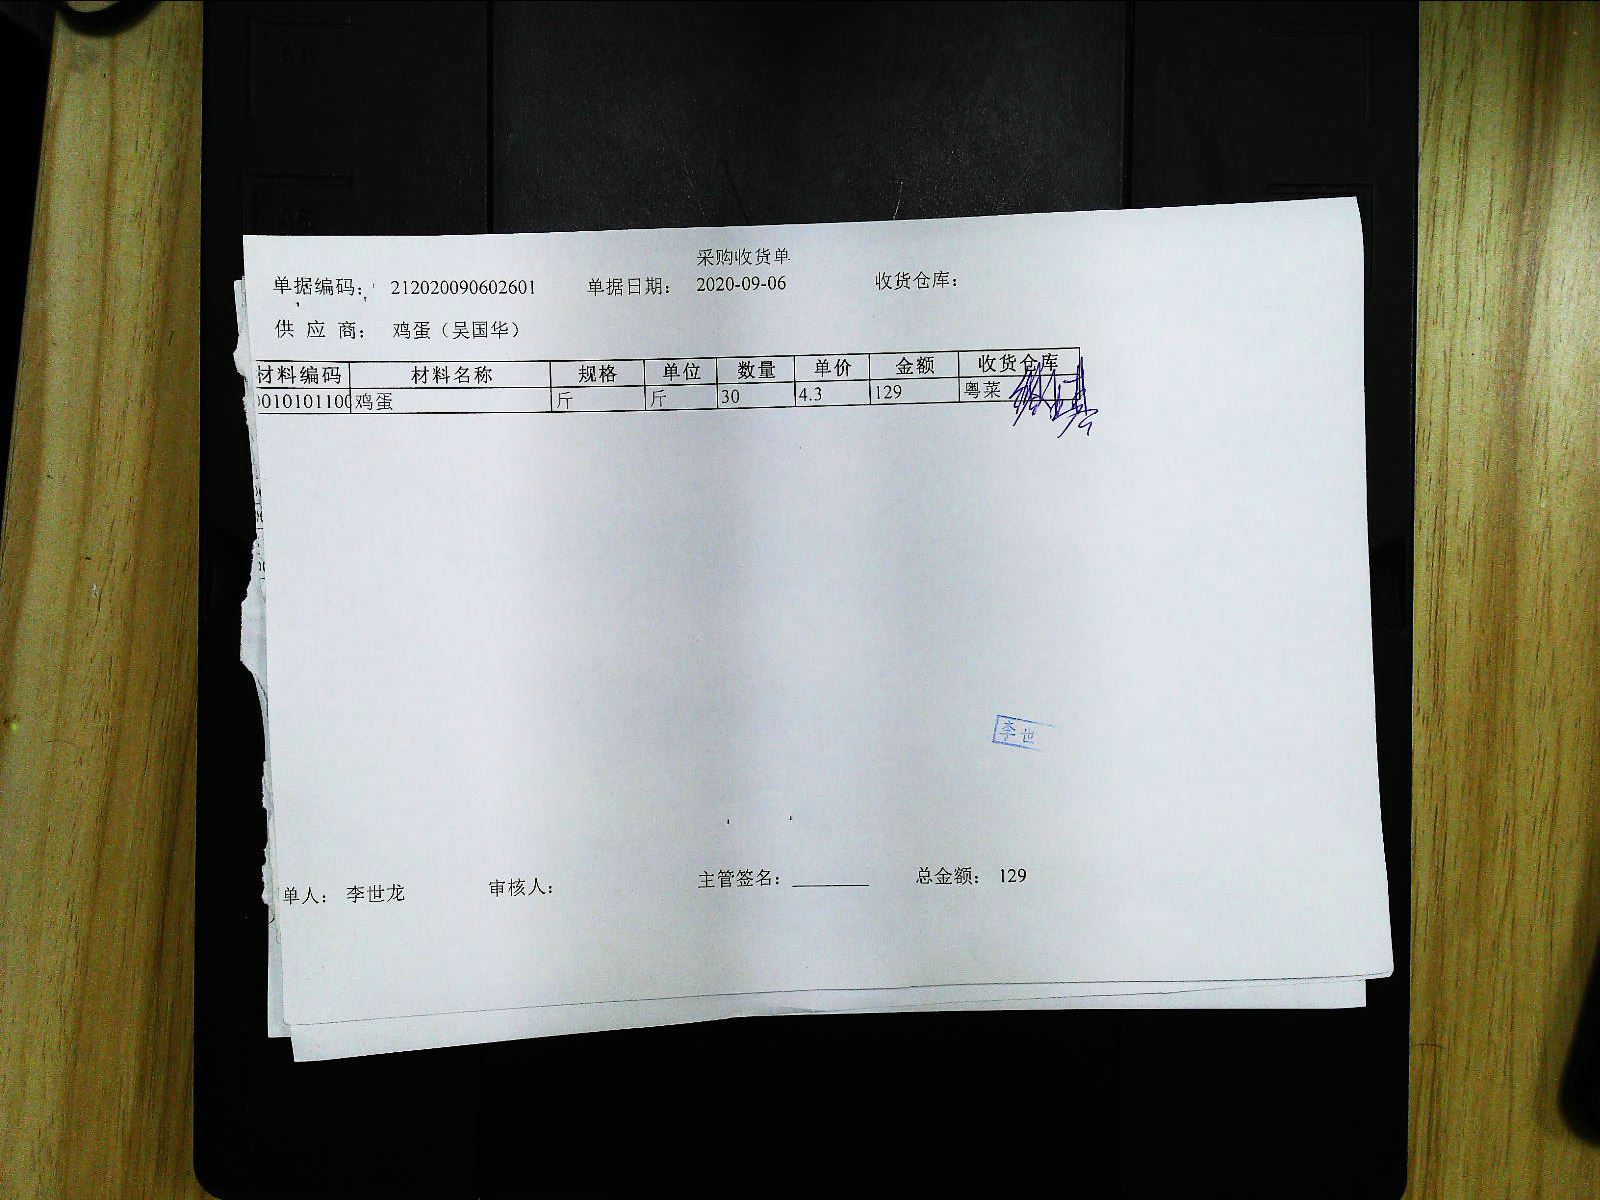 采购收货单
单据编码： 212020090602601 单据日期： 2020-09-06 收货仓库：
供 应 商： 鸡蛋（吴国华）
材料编码 材料名称 规格 单位 数量 单价 金额 收货仓库
3010101100 鸡蛋 斤 斤 30 4.3 129 粤菜
李世
单人： 李世龙 审核人： 主管签名： 总金额： 129